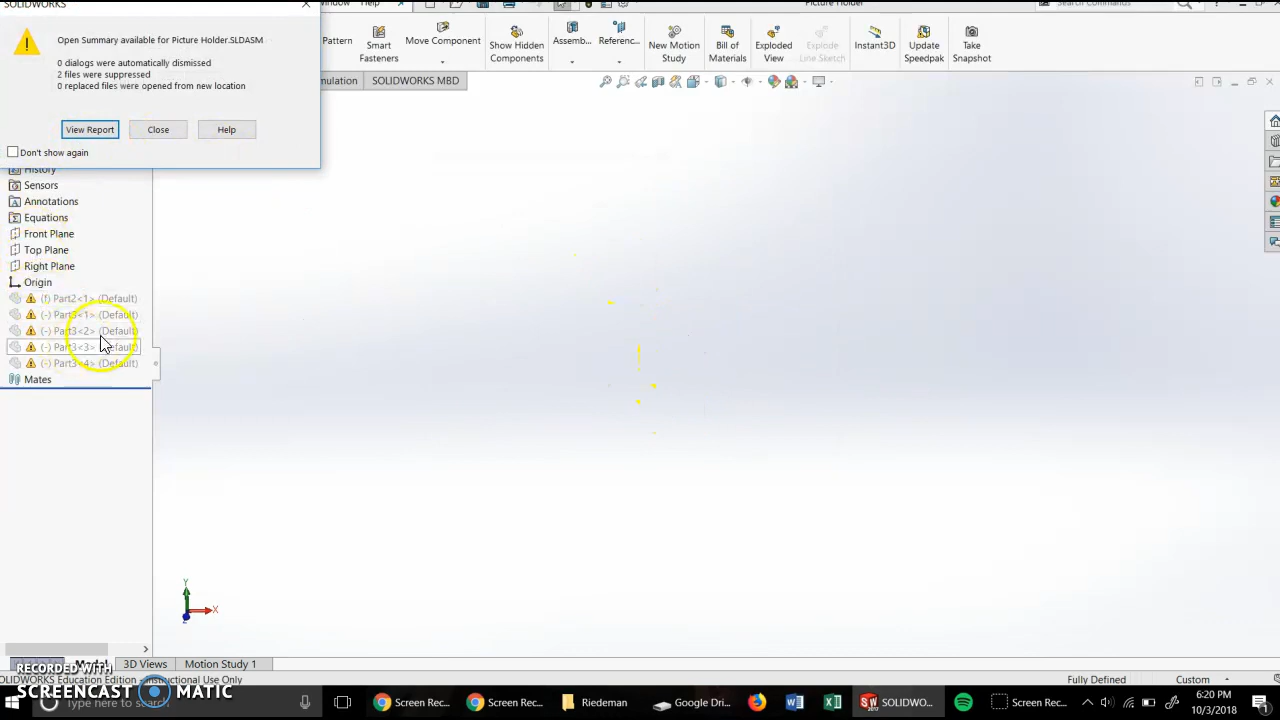 SOLIDWORKS
Open Summary available for Picture Holder.SLDASM
0 dialogs were automatically dismissed
2 files were suppressed
0 replaced files were opened from new location
View Report
Close
Help
Don't show again
Help
Picture Holder
Search Commands
Pattern
Smart
Fasteners
Move Component
Show Hidden
Components
Assemb...
Referenc...
New Motion
Study
Bill of
Materials
Exploded
View
Explode
Line Sketch
Instant3D
Update
Speedpak
Take
Snapshot
SOLIDWORKS MBD
History
Sensors
Annotations
Equations
Front Plane
Top Plane
Right Plane
Origin
(f) Part2<1> (Default)
(-) Part3<1> (Default)
(-) Part3<2> (Default)
(-) Part3<3> (Default)
(-) Part3<4> (Default)
Mates
Y
X
Z
Model
3D Views
Motion Study 1
SOLIDWORKS Education Edition - Instructional Use Only
Fully Defined
Custom
RECORDED WITH
SCREENCAST MATIC
Type here to search
Screen Rec...
Screen Rec...
Riedeman
Google Dri...
SOLIDWO...
Screen Rec...
6:20 PM
10/3/2018